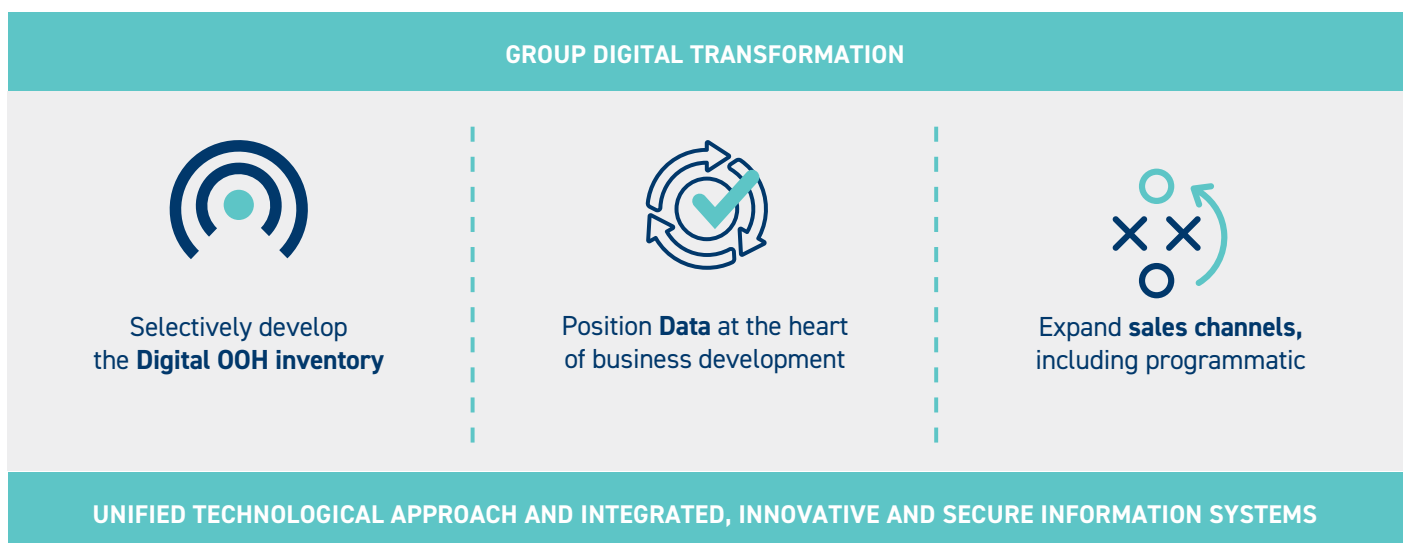 GROUP DIGITAL TRANSFORMATION
Selectively develop
the Digital OOH inventory
Position Data at the heart
of business development
Expand sales channels,
including programmatic
UNIFIED TECHNOLOGICAL APPROACH AND INTEGRATED, INNOVATIVE AND SECURE INFORMATION SYSTEMS